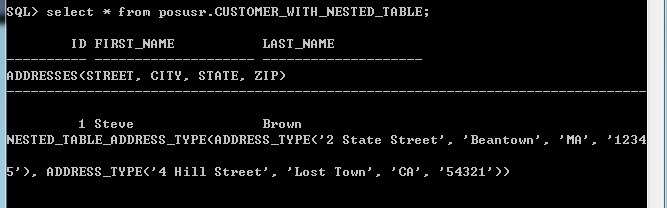 SQL> select * from posusr.CUSTOMER_WITH_NESTED_TABLE;
ID FIRST_NAME LAST_NAME
---------- -------------------- --------------------
ADDRESSES(STREET, CITY, STATE, ZIP)
--------------------------------------------------------------------------------
1 Steve Brown
NESTED_TABLE_ADDRESS_TYPE(ADDRESS_TYPE('2 State Street', 'Beantown', 'MA', '1234
5'), ADDRESS_TYPE('4 Hill Street', 'Lost Town', 'CA', '54321'))